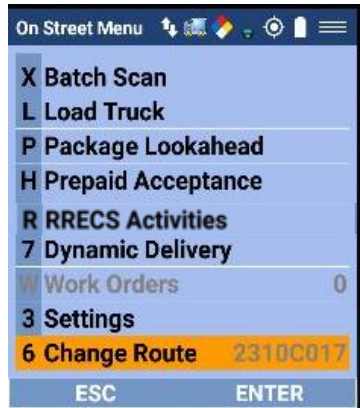 On Street Menu
X Batch Scan
L Load Truck
P Package Lookahead
H Prepaid Acceptance
R RRECS Activities
7 Dynamic Delivery
W Work Orders 0
3 Settings
6 Change Route 2310C017
ESC ENTER